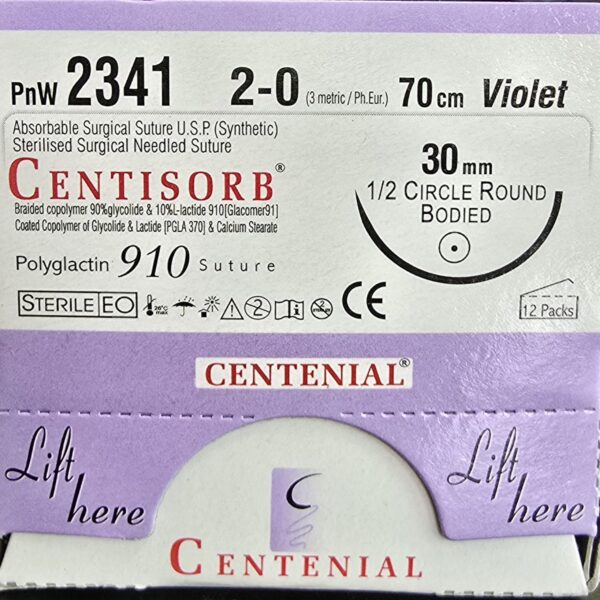 PnW 2341 2-0 (3 metric / Ph.Eur.) 70 cm Violet
Absorbable Surgical Suture U.S.P. (Synthetic)
Sterilised Surgical Needled Suture
CENTISORB®
Braided copolymer 90%glycolide & 10%L-lactide 910[Glacomer91]
Coated Copolymer of Glycolide & Lactide [PGLA 370] & Calcium Stearate
Polyglactin 910 Suture
30 mm
1/2 CIRCLE ROUND
BODIED
STERILE EO
26°C
max
2
i
CE
12 Packs
CENTENIAL®
Lift
here
Lift
here
C
CENTENIAL